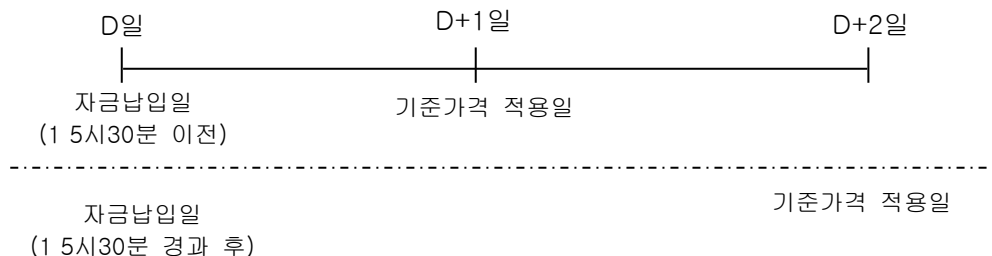 D일 D+1일 D+2일
자금납입일
(1 5시30분 이전)
기준가격 적용일
자금납입일
(1 5시30분 경과 후)
기준가격 적용일